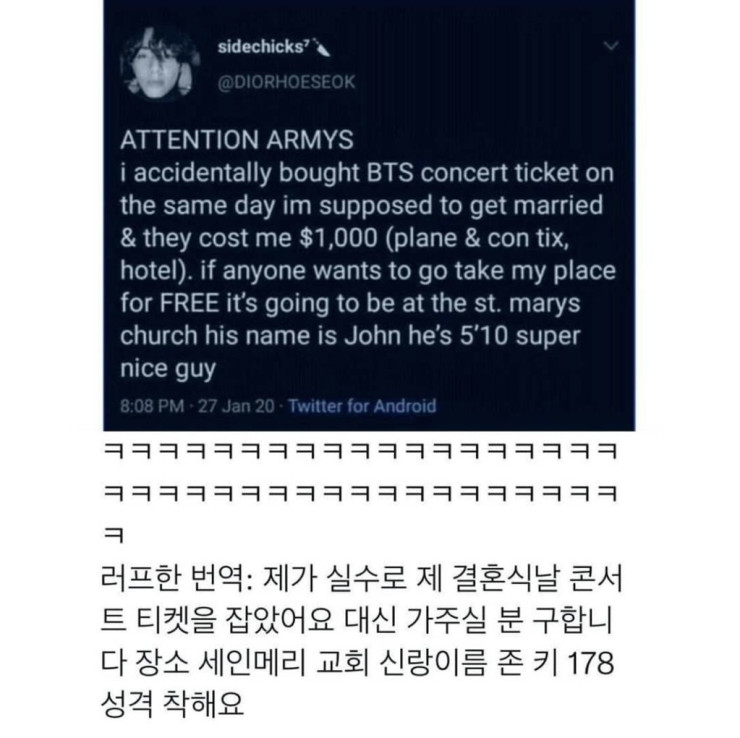 sidechicks⁷
@DIORHOESEOK
ATTENTION ARMYS
i accidentally bought BTS concert ticket on
the same day im supposed to get married
& they cost me $1,000 (plane & con tix,
hotel). if anyone wants to go take my place
for FREE it's going to be at the st. marys
church his name is John he's 5'10 super
nice guy
8:08 PM · 27 Jan 20 · Twitter for Android
ㅋㅋㅋㅋㅋㅋㅋㅋㅋㅋㅋㅋㅋㅋㅋㅋㅋㅋㅋ
ㅋㅋㅋㅋㅋㅋㅋㅋㅋㅋㅋㅋㅋㅋㅋㅋㅋㅋㅋ
ㅋ
러프한 번역: 제가 실수로 제 결혼식날 콘서
트 티켓을 잡았어요 대신 가주실 분 구합니
다 장소 세인메리 교회 신랑이름 존 키 178
성격 착해요